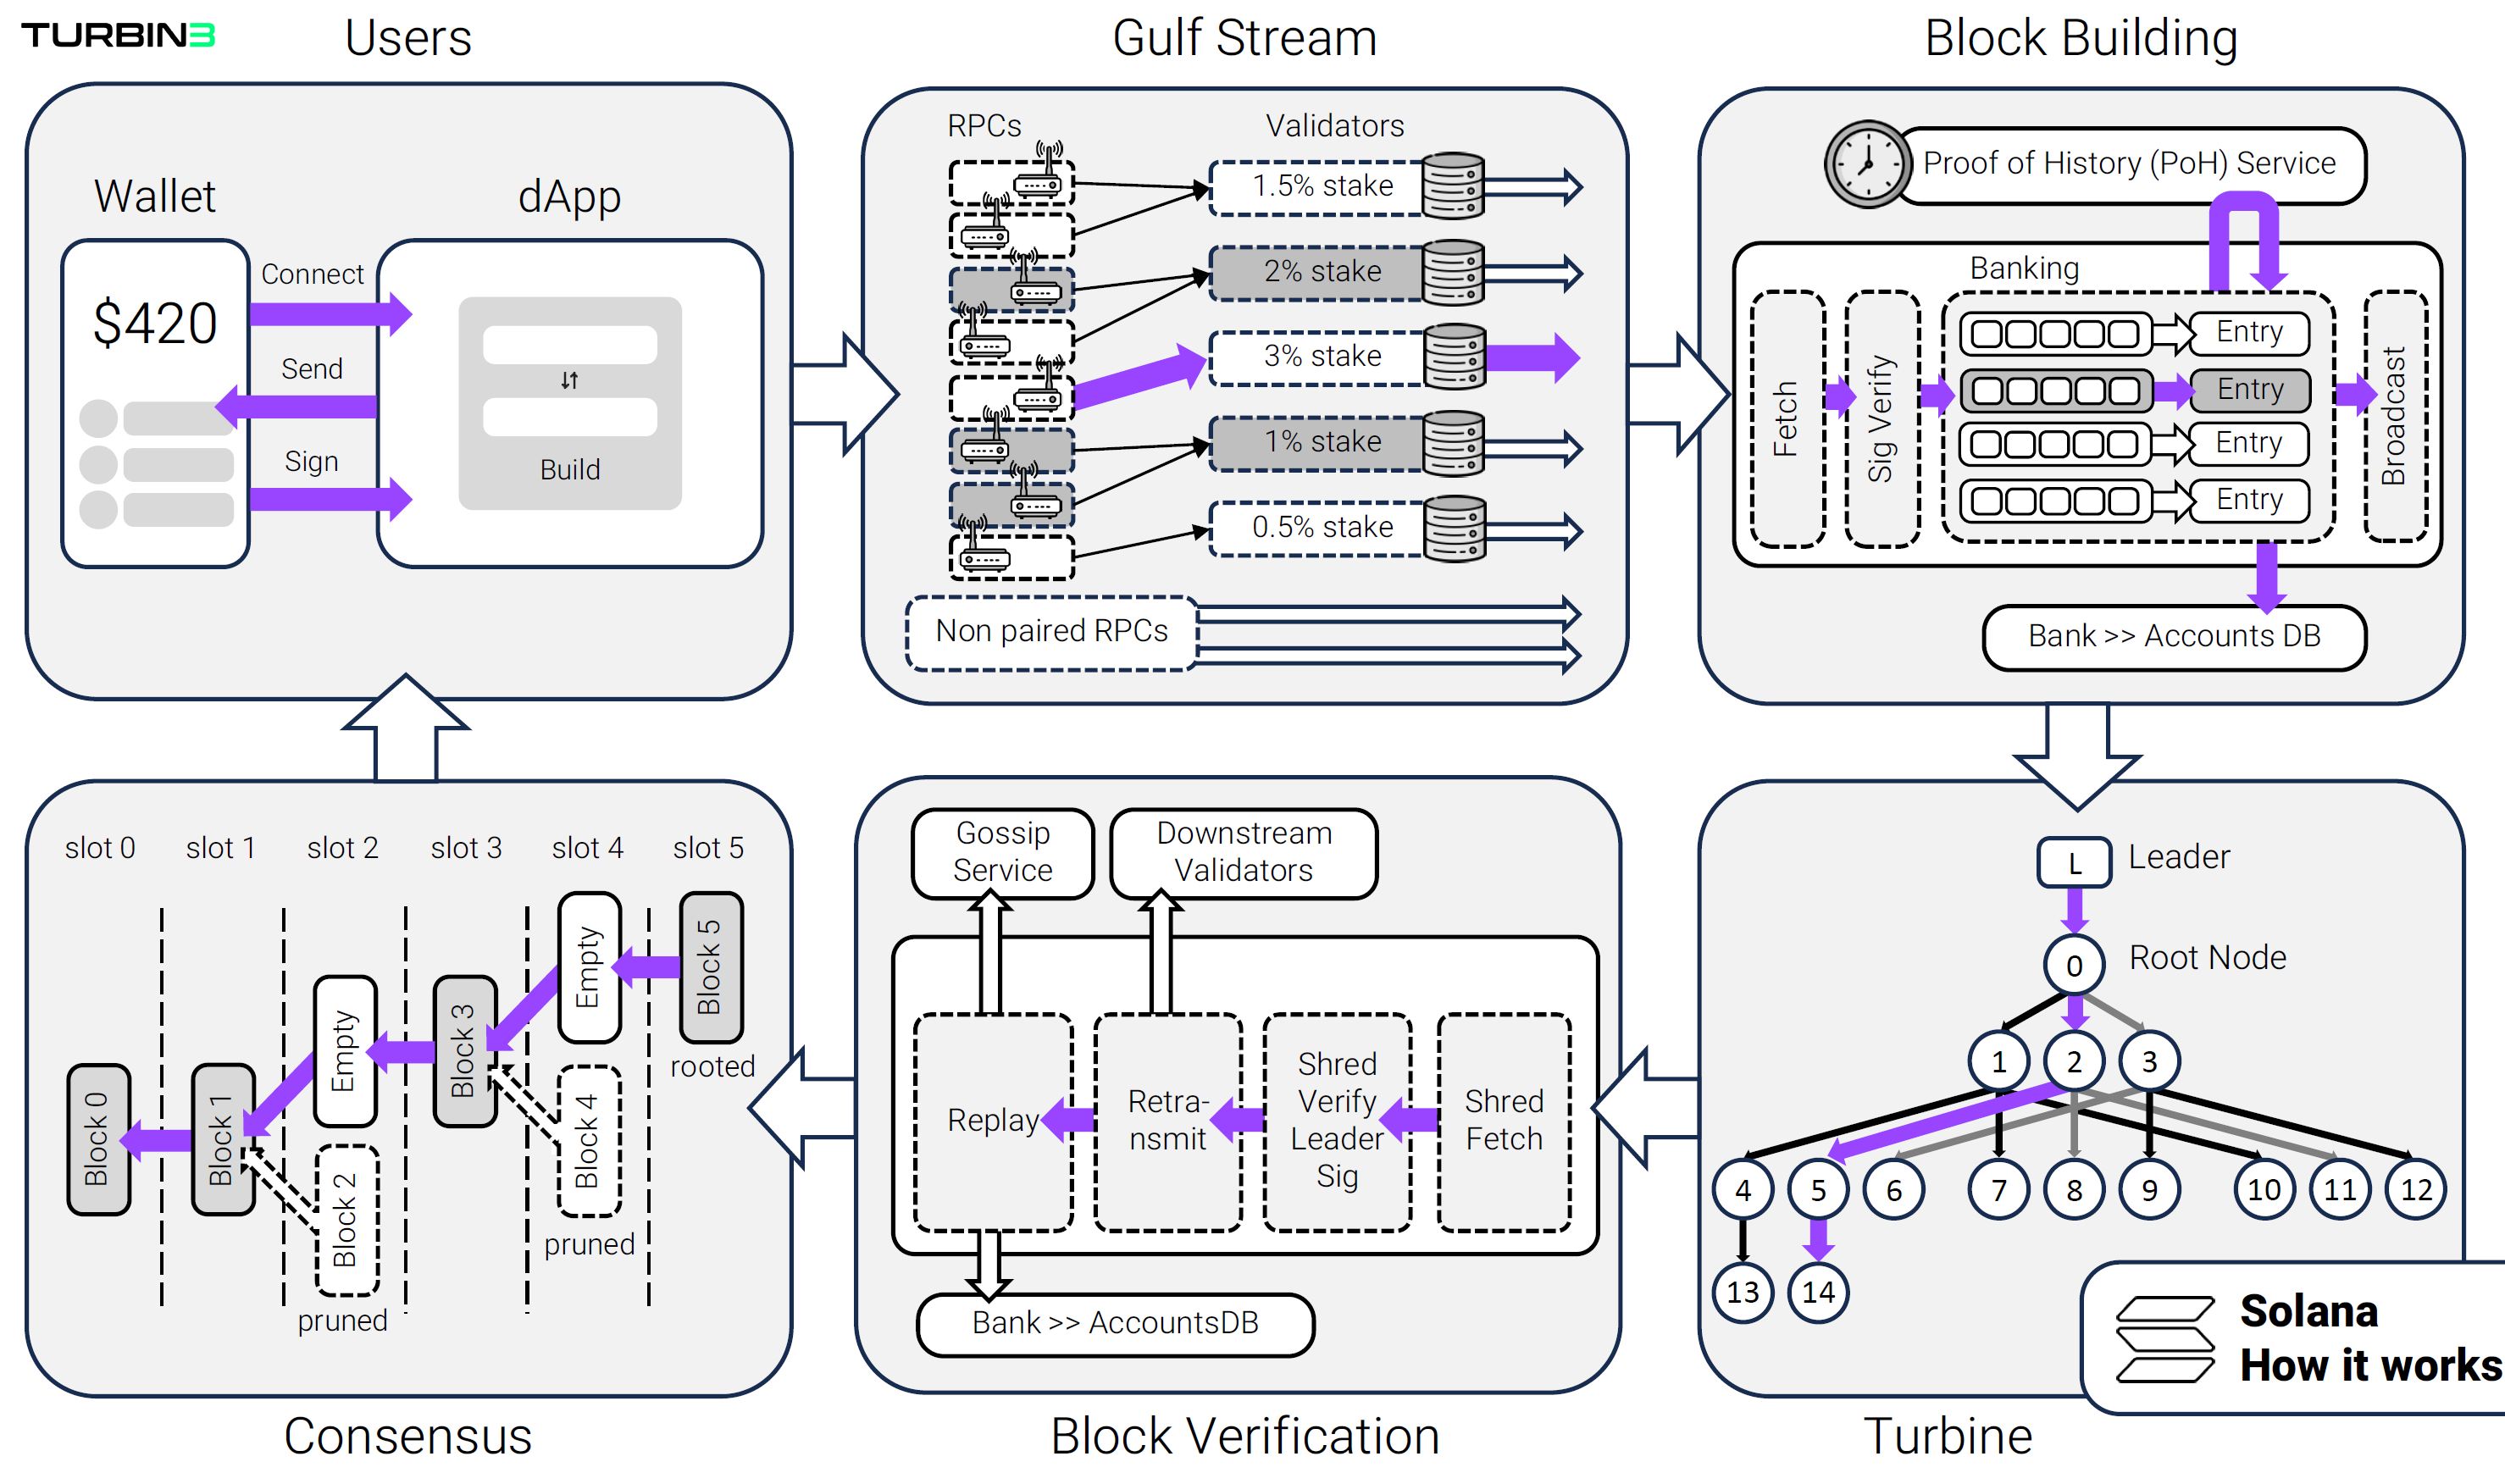 TURBIN3
Users
Gulf Stream
Block Building
Wallet
dApp
$420
Connect
Send
Sign
Build
RPCs
Validators
1.5% stake
2% stake
3% stake
1% stake
0.5% stake
Non paired RPCs
Proof of History (PoH) Service
Banking
Fetch
Sig Verify
Entry
Entry
Entry
Entry
Broadcast
Bank >> Accounts DB
slot 0
slot 1
slot 2
slot 3
slot 4
slot 5
Block 0
Block 1
Empty
Block 2
pruned
Block 3
Empty
Block 4
pruned
Block 5
rooted
Consensus
Gossip
Service
Downstream
Validators
Replay
Retra-
nsmit
Shred
Verify
Leader
Sig
Shred
Fetch
Bank >> AccountsDB
Block Verification
L
Leader
0
Root Node
1
2
3
4
5
6
7
8
9
10
11
12
13
14
Turbine
Solana
How it works